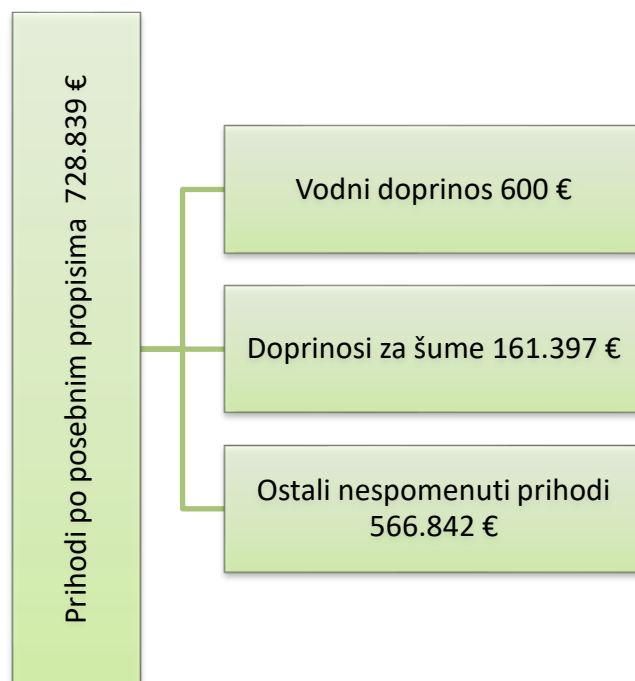 Prihodi po posebnim propisima 728.839 €
Vodni doprinos 600 €
Doprinosi za šume 161.397 €
Ostali nespomenuti prihodi
566.842 €